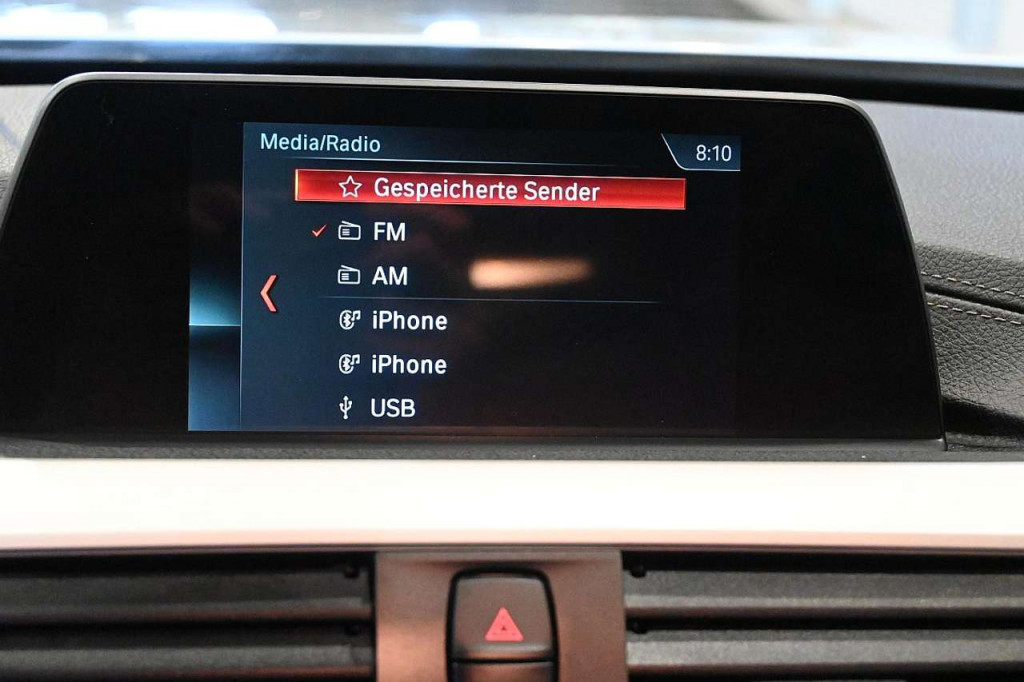 Media/Radio
8:10
Gespeicherte Sender
FM
AM
iPhone
iPhone
USB